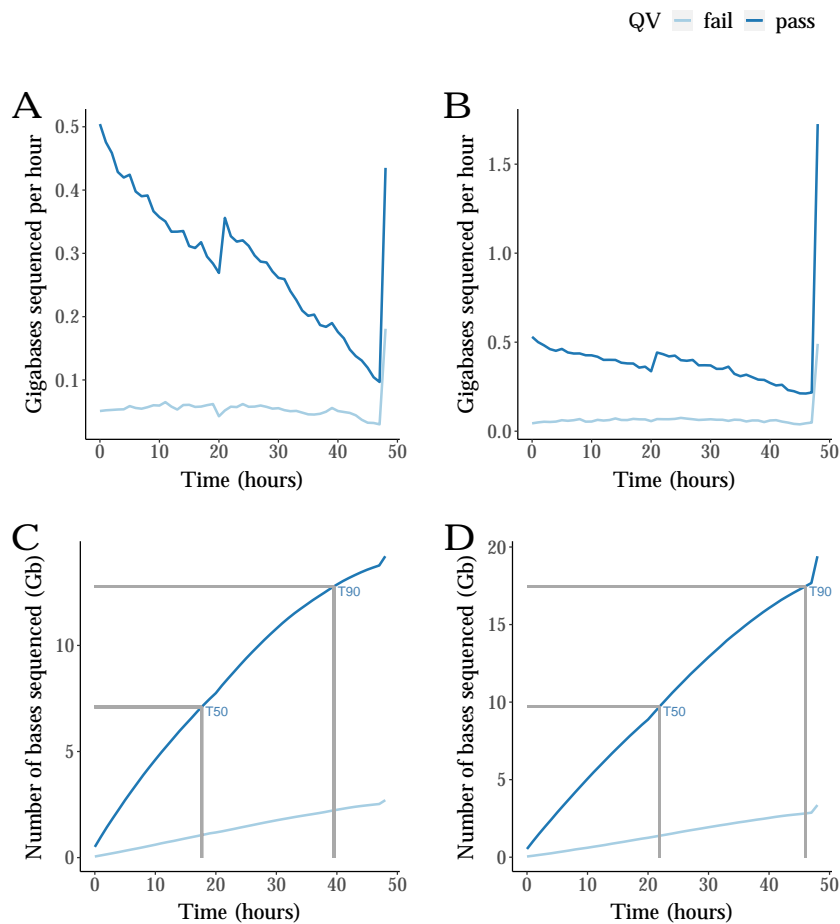 QV fail pass
A
B
Gigabases sequenced per hour
0.5
0.4
0.3
0.2
0.1
0 10 20 30 40 50
Time (hours)
Gigabases sequenced per hour
1.5
1.0
0.5
0.0
0 10 20 30 40 50
Time (hours)
C
D
Number of bases sequenced (Gb)
10
5
0
T90
T50
0 10 20 30 40 50
Time (hours)
Number of bases sequenced (Gb)
20
15
10
5
0
T90
T50
0 10 20 30 40 50
Time (hours)